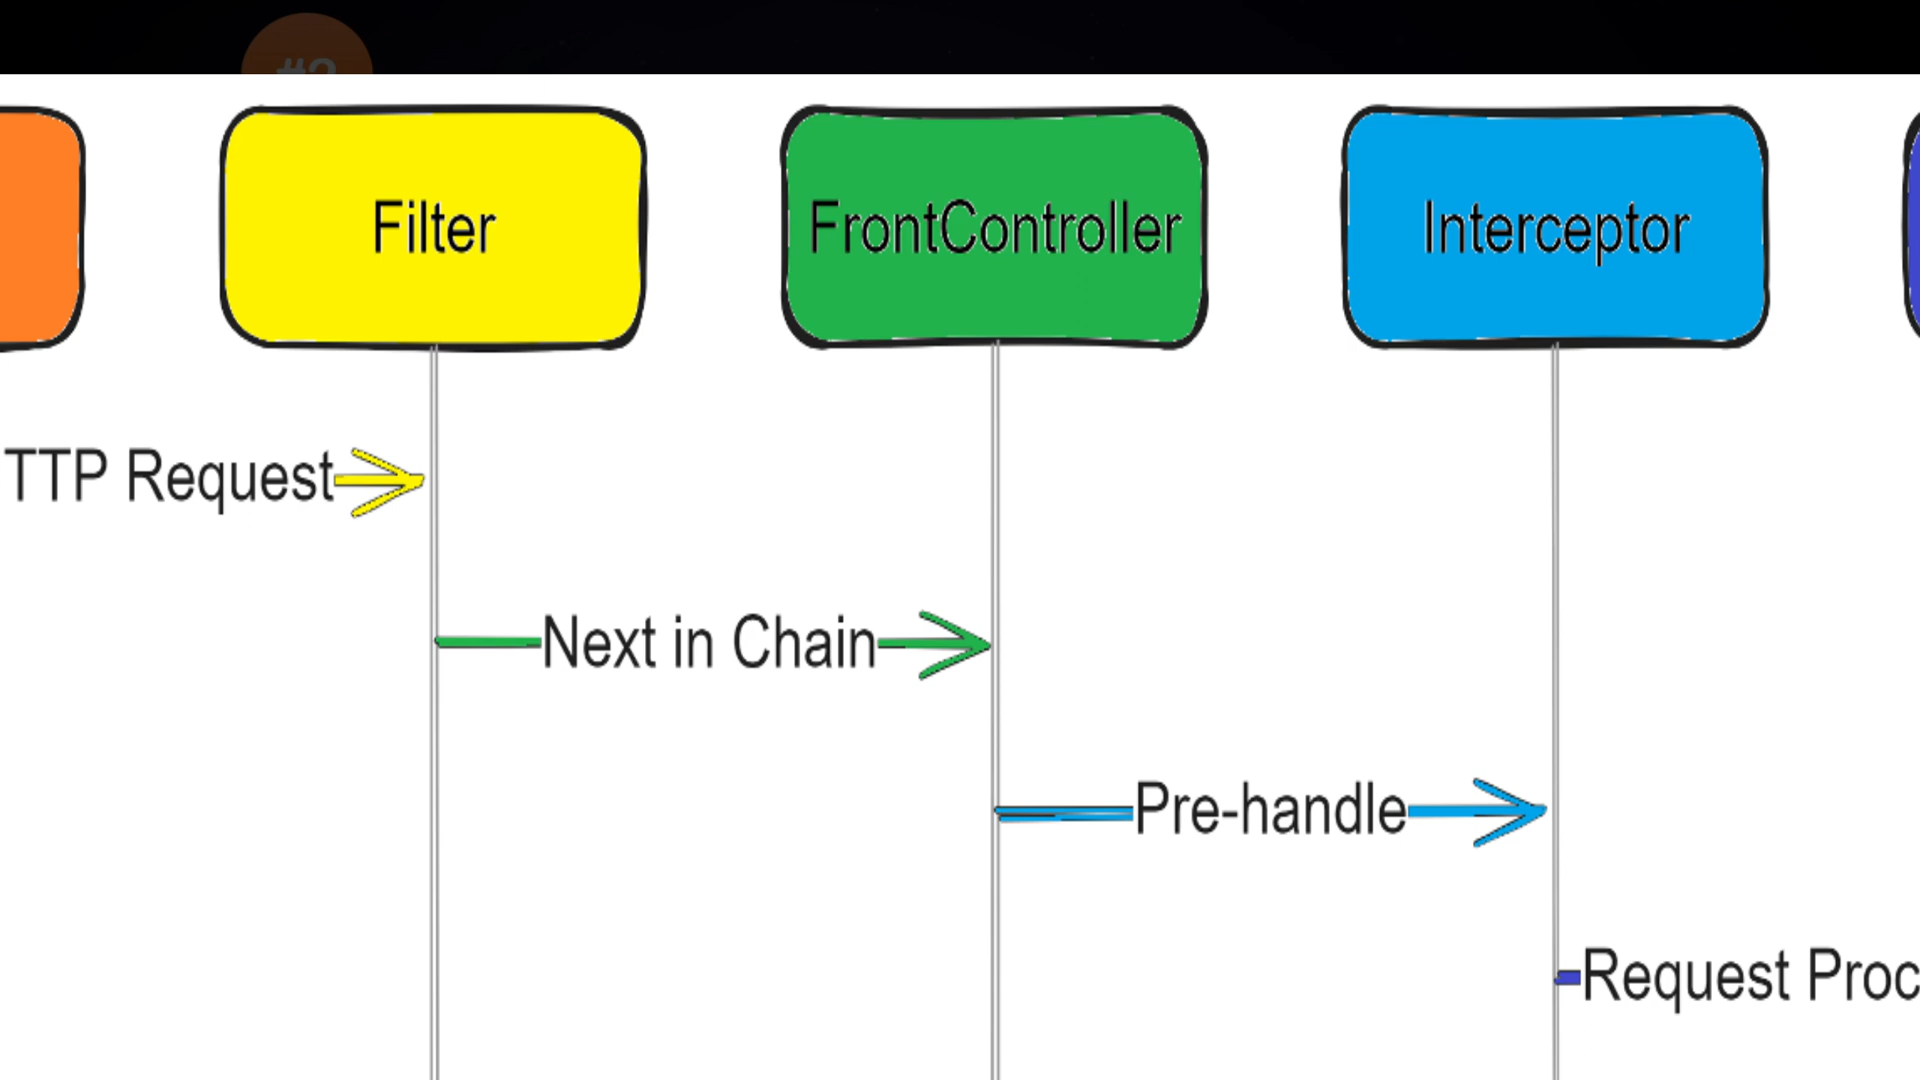 Filter
FrontController
Interceptor
TTP Request
Next in Chain
Pre-handle
Request Proc